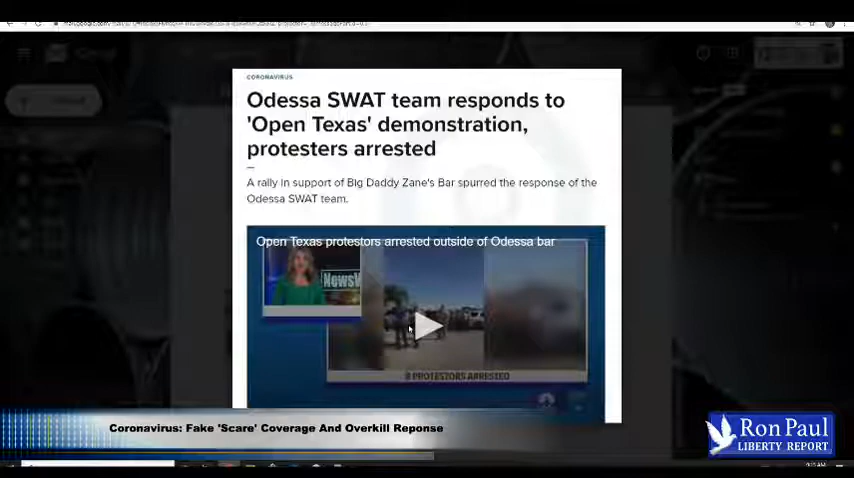 CORONAVIRUS
Odessa SWAT team responds to
'Open Texas' demonstration,
protesters arrested
A rally in support of Big Daddy Zane's Bar spurred the response of the
Odessa SWAT team.
Open Texas protestors arrested outside of Odessa bar
8 PROTESTORS ARRESTED
Coronavirus: Fake 'Scare' Coverage And Overkill Reponse
Ron Paul
LIBERTY REPORT